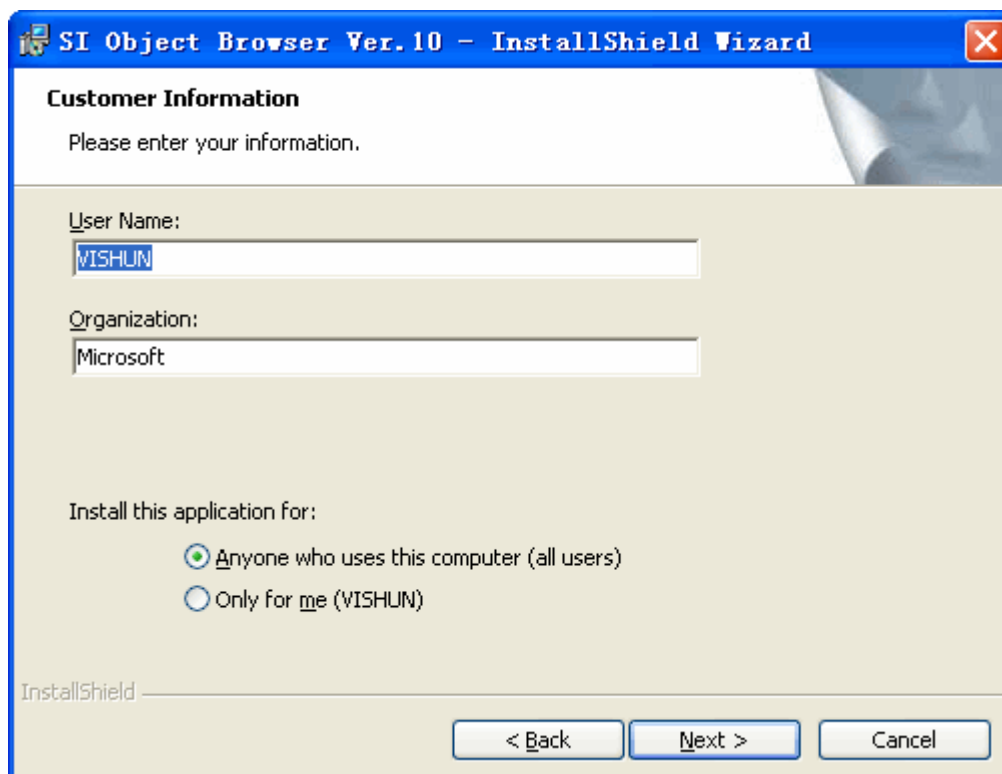 SI Object Browser Ver.10 - InstallShield Wizard
Customer Information
Please enter your information.
User Name:
VISHUN
Organization:
Microsoft
Install this application for:
Anyone who uses this computer (all users)
Only for me (VISHUN)
InstallShield
< Back Next > Cancel